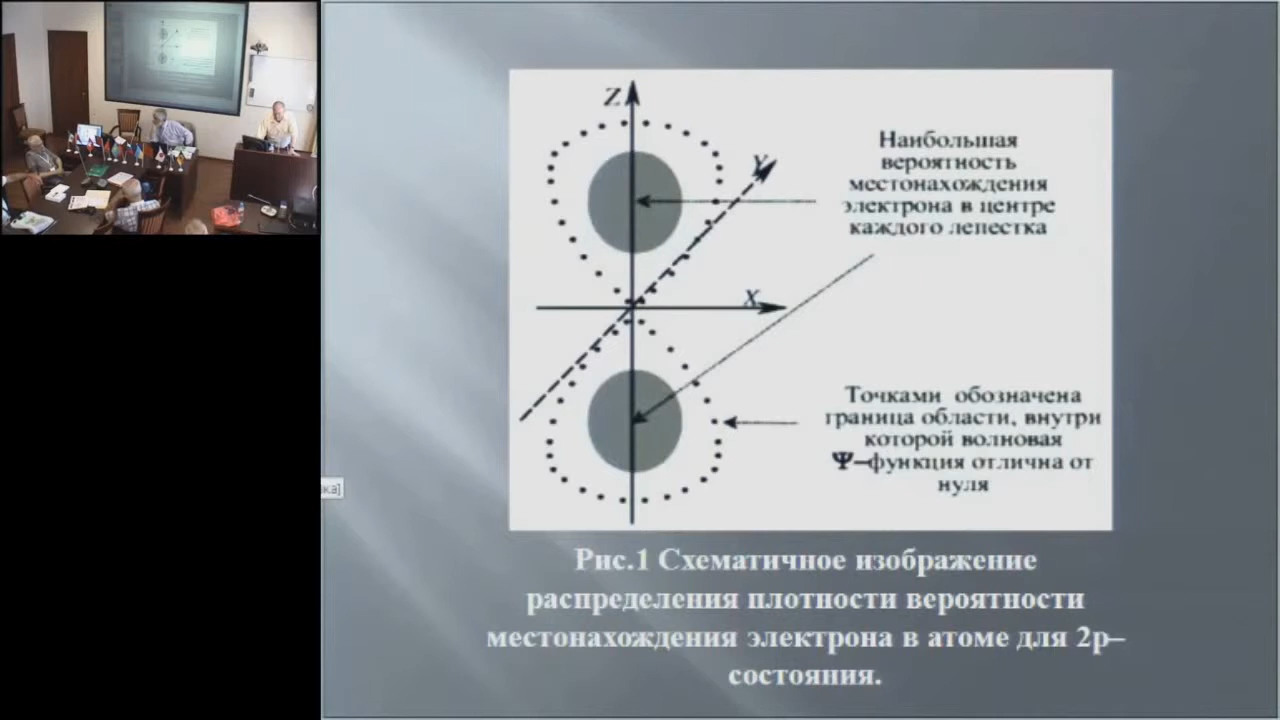 Z
Y
X
Наибольшая
вероятность
местонахождения
электрона в центре
каждого лепестка
Точками обозначена
граница области, внутри
которой волновая
Ψ–функция отлична от
нуля
ка]
Рис.1 Схематичное изображение
распределения плотности вероятности
местонахождения электрона в атоме для 2р–
состояния.